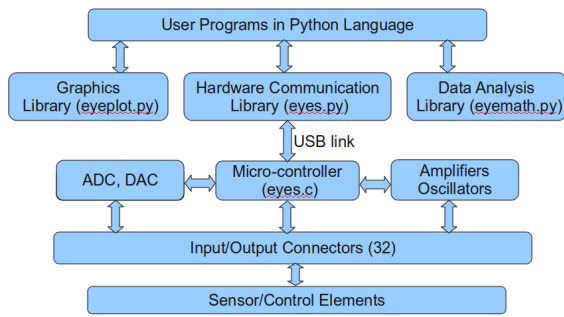 User Programs in Python Language
Graphics
Library (eyeplot.py)
Hardware Communication
Library (eyes.py)
Data Analysis
Library (eyemath.py)
USB link
ADC, DAC
Micro-controller
(eyes.c)
Amplifiers
Oscillators
Input/Output Connectors (32)
Sensor/Control Elements